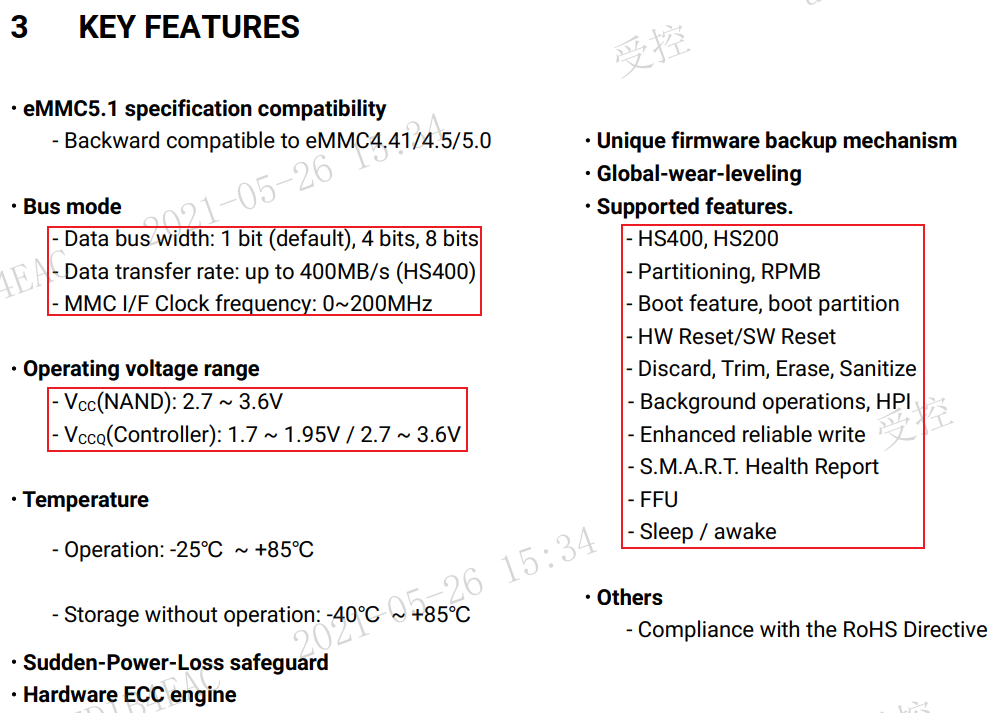 3 KEY FEATURES
· eMMC5.1 specification compatibility
- Backward compatible to eMMC4.41/4.5/5.0
· Bus mode
- Data bus width: 1 bit (default), 4 bits, 8 bits
- Data transfer rate: up to 400MB/s (HS400)
- MMC I/F Clock frequency: 0~200MHz
· Operating voltage range
- VCC(NAND): 2.7 ~ 3.6V
- VCCQ(Controller): 1.7 ~ 1.95V / 2.7 ~ 3.6V
· Temperature
- Operation: -25℃ ~ +85℃
- Storage without operation: -40℃ ~ +85℃
· Sudden-Power-Loss safeguard
· Hardware ECC engine
· Unique firmware backup mechanism
· Global-wear-leveling
· Supported features.
- HS400, HS200
- Partitioning, RPMB
- Boot feature, boot partition
- HW Reset/SW Reset
- Discard, Trim, Erase, Sanitize
- Background operations, HPI
- Enhanced reliable write
- S.M.A.R.T. Health Report
- FFU
- Sleep / awake
· Others
- Compliance with the RoHS Directive
受控
2021-05-26 15:34
受控
2021-05-26 15:34